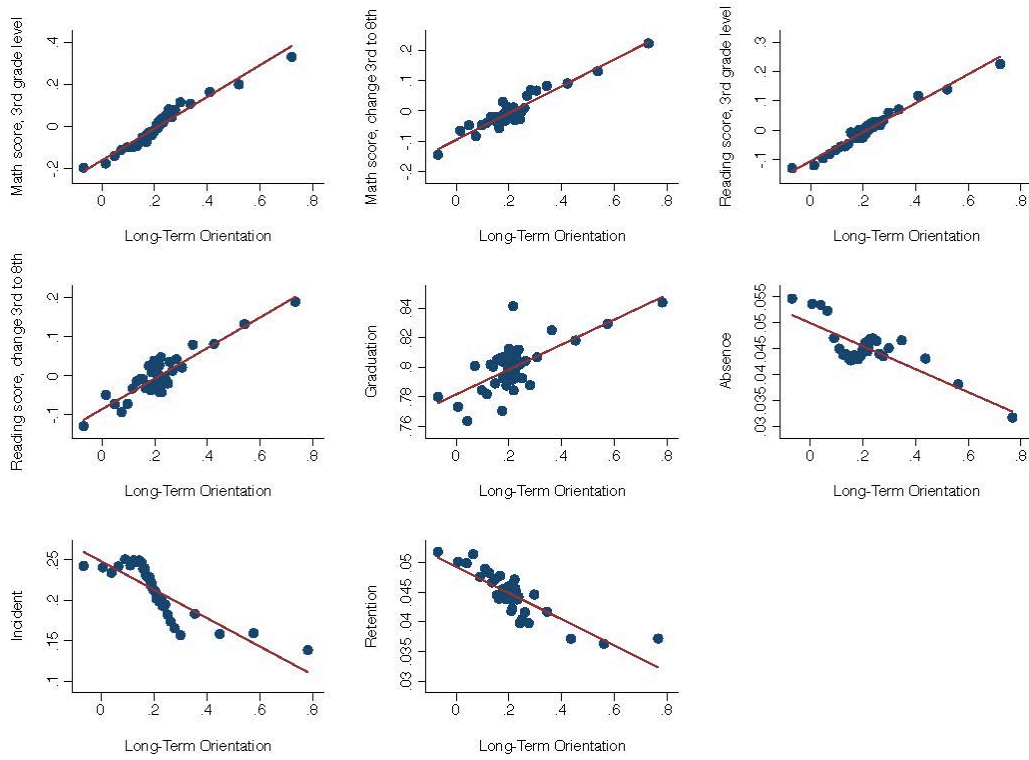 Math score, 3rd grade level
.4
.2
0
-.2
0 .2 .4 .6 .8
Long-Term Orientation
Math score, change 3rd to 8th
.2
.1
0
-.1
-.2
0 .2 .4 .6 .8
Long-Term Orientation
Reading score, 3rd grade level
.3
.2
.1
0
-.1
0 .2 .4 .6 .8
Long-Term Orientation
Reading score, change 3rd to 8th
.2
.1
0
-.1
0 .2 .4 .6 .8
Long-Term Orientation
Graduation
.84
.82
.8
.78
.76
0 .2 .4 .6 .8
Long-Term Orientation
Absence
.055
.05
.045
.04
.035
.03
0 .2 .4 .6 .8
Long-Term Orientation
Incident
.25
.2
.15
.1
0 .2 .4 .6 .8
Long-Term Orientation
Retention
.05
.045
.04
.035
.03
0 .2 .4 .6 .8
Long-Term Orientation